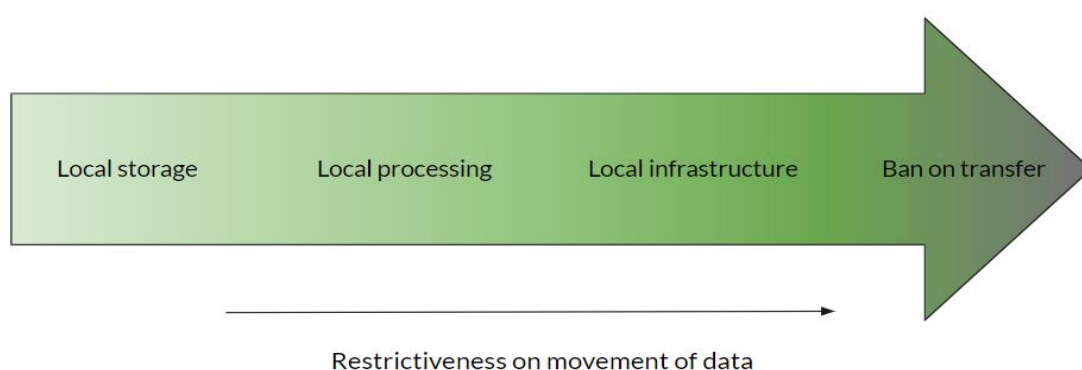 Local storage Local processing Local infrastructure Ban on transfer
Restrictiveness on movement of data